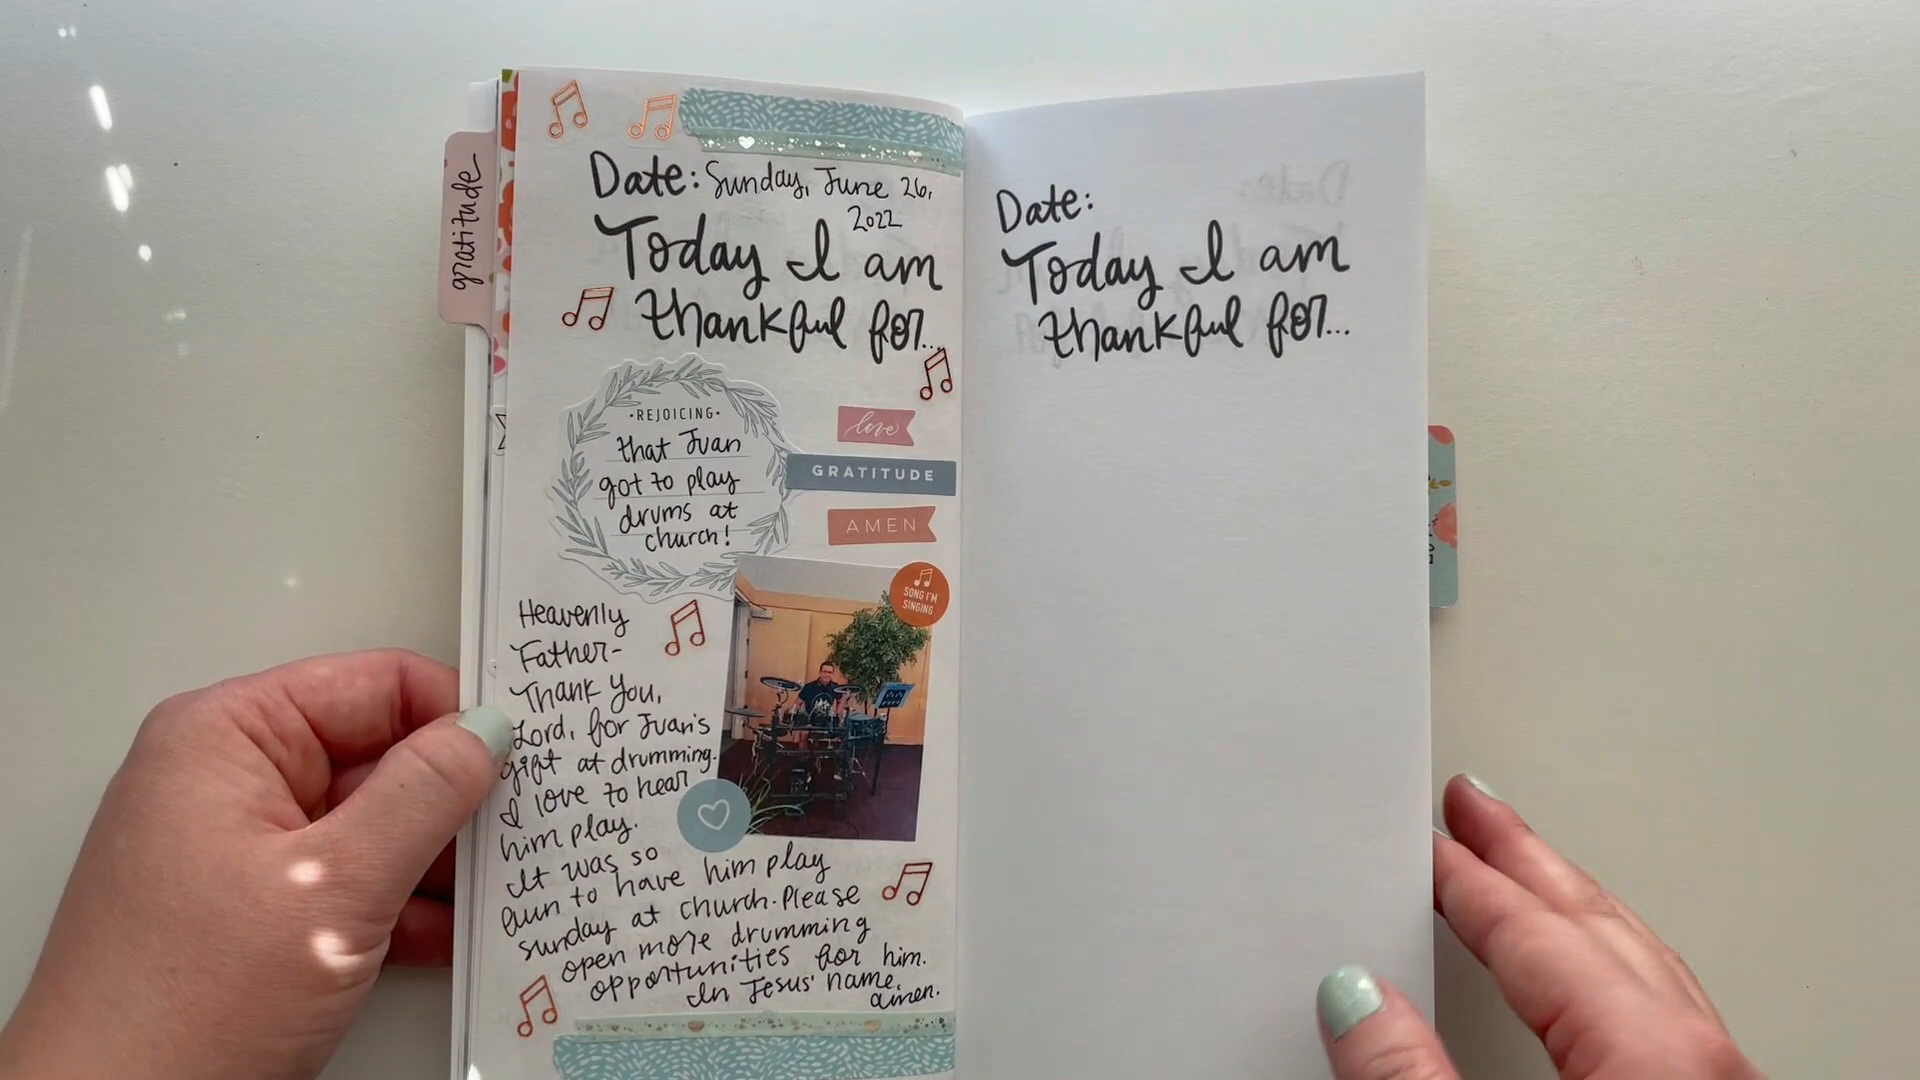 gratitude
Date: Sunday, June 26,
2022
Today I am
thankful for...
•REJOICING•
that Juan
got to play
drums at
church!
love
GRATITUDE
AMEN
SONG I'M
SINGING
Heavenly
Father-
Thank You,
Lord, for Juan's
gift at drumming.
I love to hear
him play.
It was so
fun to have him play
sunday at church. Please
open more drumming
opportunities for him.
In Jesus' name,
amen.
Date:
Today I am
thankful for...